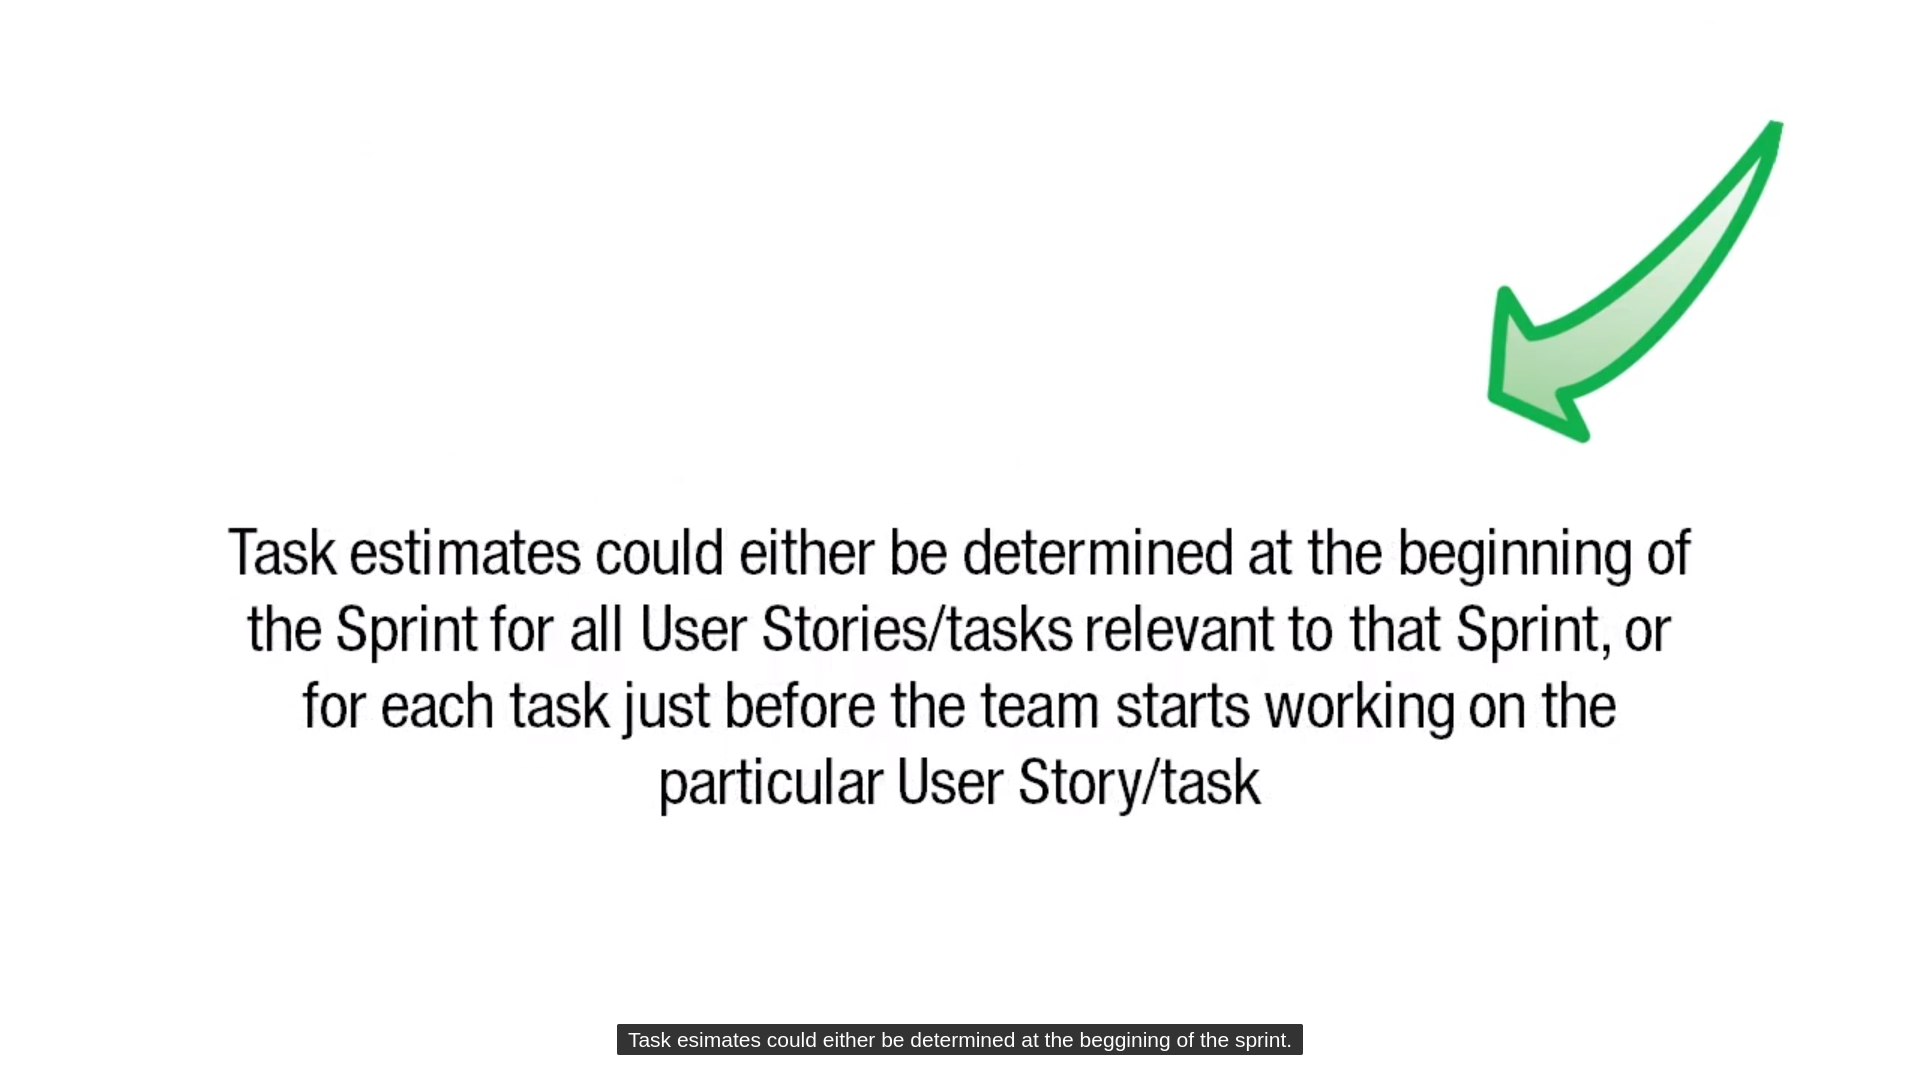 Task estimates could either be determined at the beginning of
the Sprint for all User Stories/tasks relevant to that Sprint, or
for each task just before the team starts working on the
particular User Story/task
Task esimates could either be determined at the beggining of the sprint.